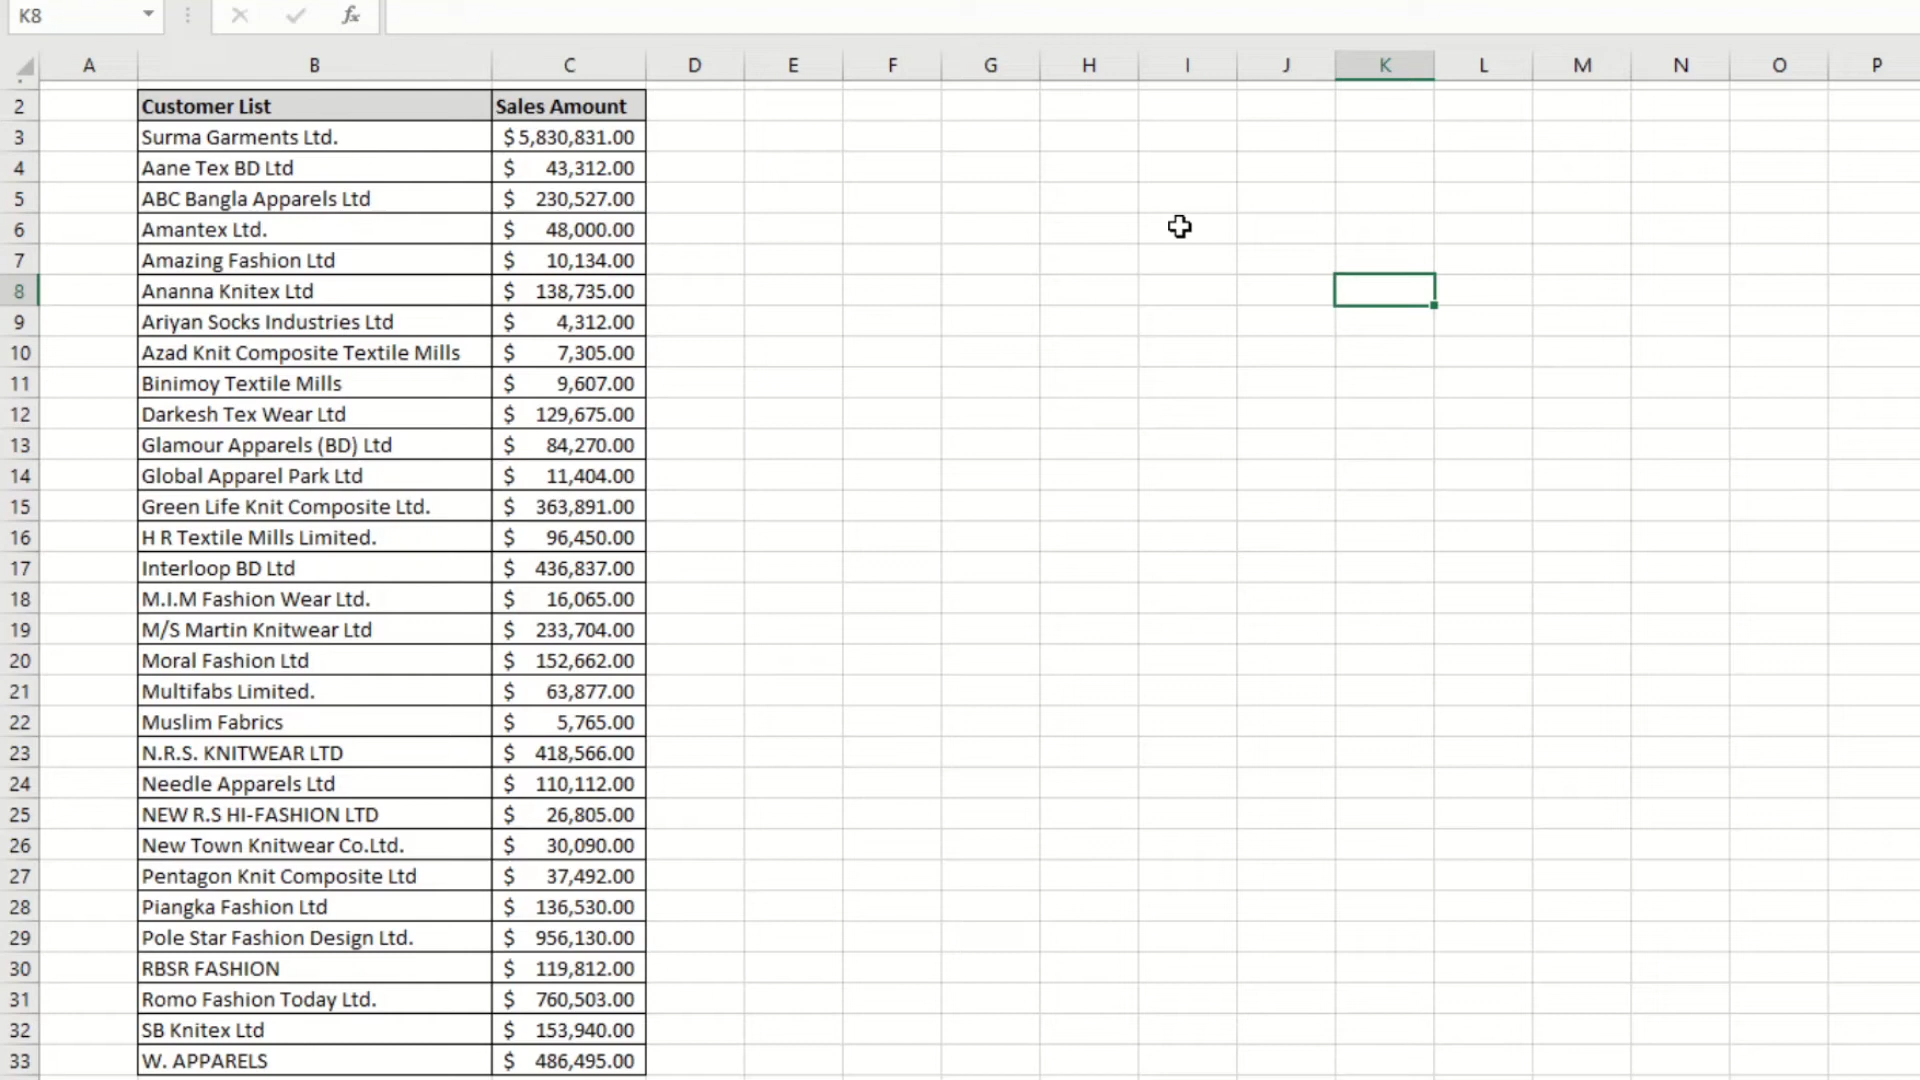 K8 fx
A B C D E F G H I J K L M N O P
2 Customer List Sales Amount
3 Surma Garments Ltd. $ 5,830,831.00
4 Aane Tex BD Ltd $ 43,312.00
5 ABC Bangla Apparels Ltd $ 230,527.00
6 Amantex Ltd. $ 48,000.00
7 Amazing Fashion Ltd $ 10,134.00
8 Ananna Knitex Ltd $ 138,735.00
9 Ariyan Socks Industries Ltd $ 4,312.00
10 Azad Knit Composite Textile Mills $ 7,305.00
11 Binimoy Textile Mills $ 9,607.00
12 Darkesh Tex Wear Ltd $ 129,675.00
13 Glamour Apparels (BD) Ltd $ 84,270.00
14 Global Apparel Park Ltd $ 11,404.00
15 Green Life Knit Composite Ltd. $ 363,891.00
16 H R Textile Mills Limited. $ 96,450.00
17 Interloop BD Ltd $ 436,837.00
18 M.I.M Fashion Wear Ltd. $ 16,065.00
19 M/S Martin Knitwear Ltd $ 233,704.00
20 Moral Fashion Ltd $ 152,662.00
21 Multifabs Limited. $ 63,877.00
22 Muslim Fabrics $ 5,765.00
23 N.R.S. KNITWEAR LTD $ 418,566.00
24 Needle Apparels Ltd $ 110,112.00
25 NEW R.S HI-FASHION LTD $ 26,805.00
26 New Town Knitwear Co.Ltd. $ 30,090.00
27 Pentagon Knit Composite Ltd $ 37,492.00
28 Piangka Fashion Ltd $ 136,530.00
29 Pole Star Fashion Design Ltd. $ 956,130.00
30 RBSR FASHION $ 119,812.00
31 Romo Fashion Today Ltd. $ 760,503.00
32 SB Knitex Ltd $ 153,940.00
33 W. APPARELS $ 486,495.00